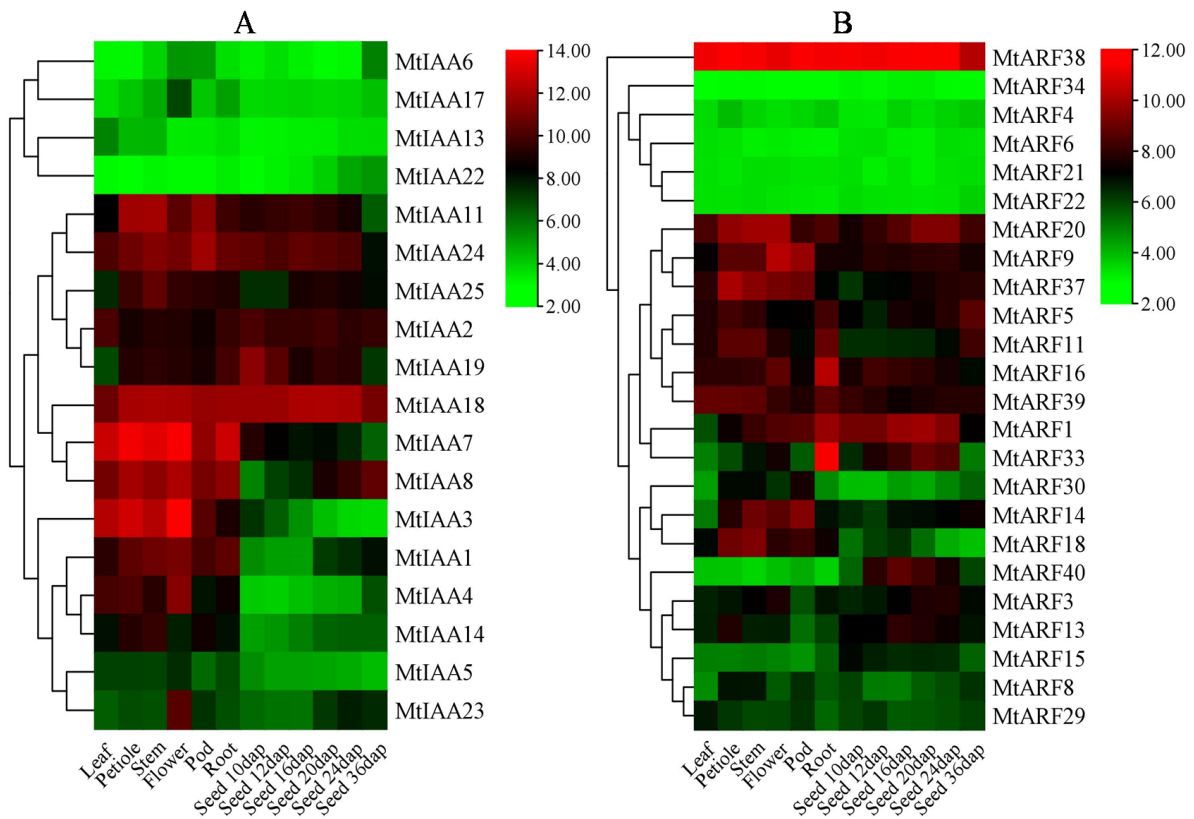 A
MtIAA6
MtIAA17
MtIAA13
MtIAA22
MtIAA11
MtIAA24
MtIAA25
MtIAA2
MtIAA19
MtIAA18
MtIAA7
MtIAA8
MtIAA3
MtIAA1
MtIAA4
MtIAA14
MtIAA5
MtIAA23
14.00
12.00
10.00
8.00
6.00
4.00
2.00
Leaf
Petiole
Stem
Flower
Pod
Root
Seed 10dap
Seed 12dap
Seed 16dap
Seed 20dap
Seed 24dap
Seed 36dap
B
MtARF38
MtARF34
MtARF4
MtARF6
MtARF21
MtARF22
MtARF20
MtARF9
MtARF37
MtARF5
MtARF11
MtARF16
MtARF39
MtARF1
MtARF33
MtARF30
MtARF14
MtARF18
MtARF40
MtARF3
MtARF13
MtARF15
MtARF8
MtARF29
12.00
10.00
8.00
6.00
4.00
2.00
Leaf
Petiole
Stem
Flower
Pod
Root
Seed 10dap
Seed 12dap
Seed 16dap
Seed 20dap
Seed 24dap
Seed 36dap